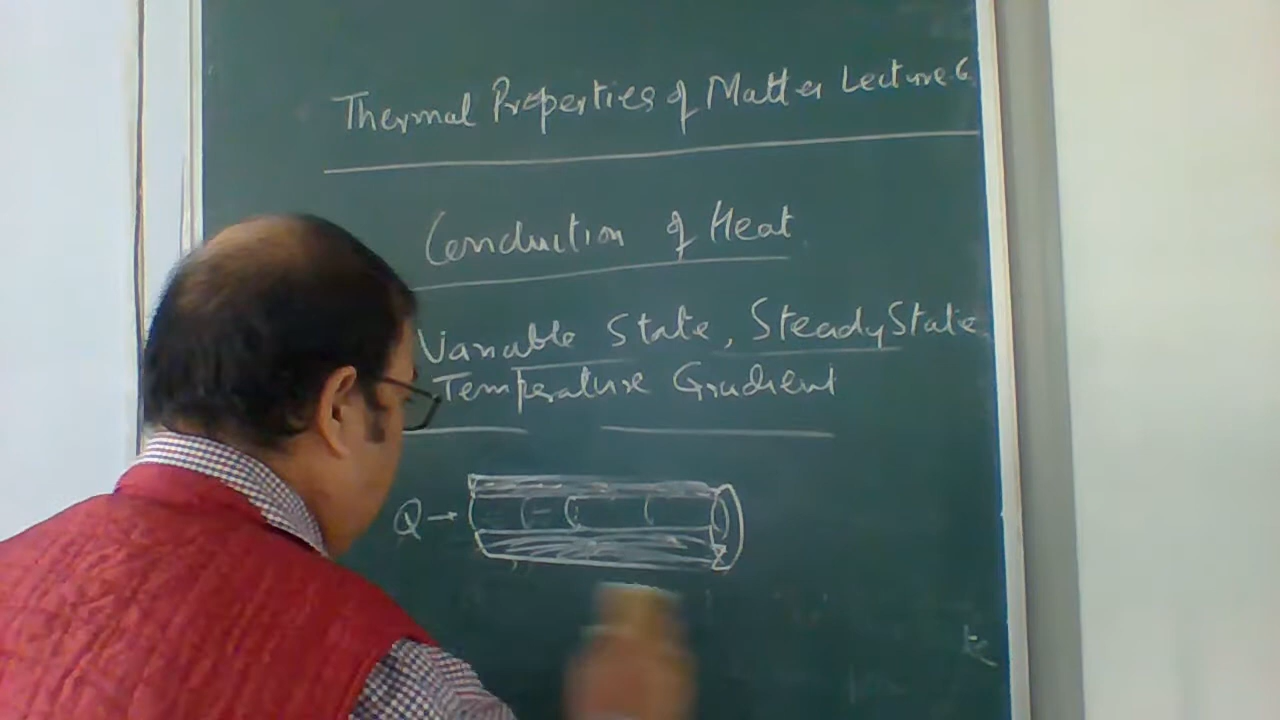 Thermal Properties of Matter Lecture 6
Conduction of Heat
Variable State, Steady State
Temperature Gradient
Q →